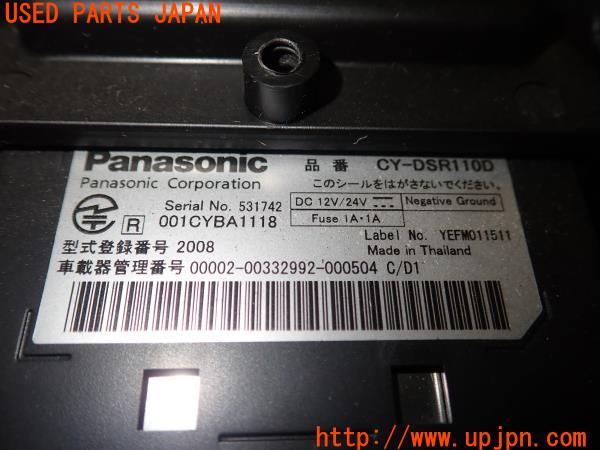 USED PARTS JAPAN
Panasonic
品番 CY-DSR110D
Panasonic Corporation
このシールをはがさないでください
Serial No. 531742
DC 12V/24V
Negative Ground
R
001CYBA1118
Fuse 1A・1A
Label No. YEFM011511
型式登録番号 2008
Made in Thailand
車載器管理番号 00002-00332992-000504 C/D1
http://www.upjpn.com/